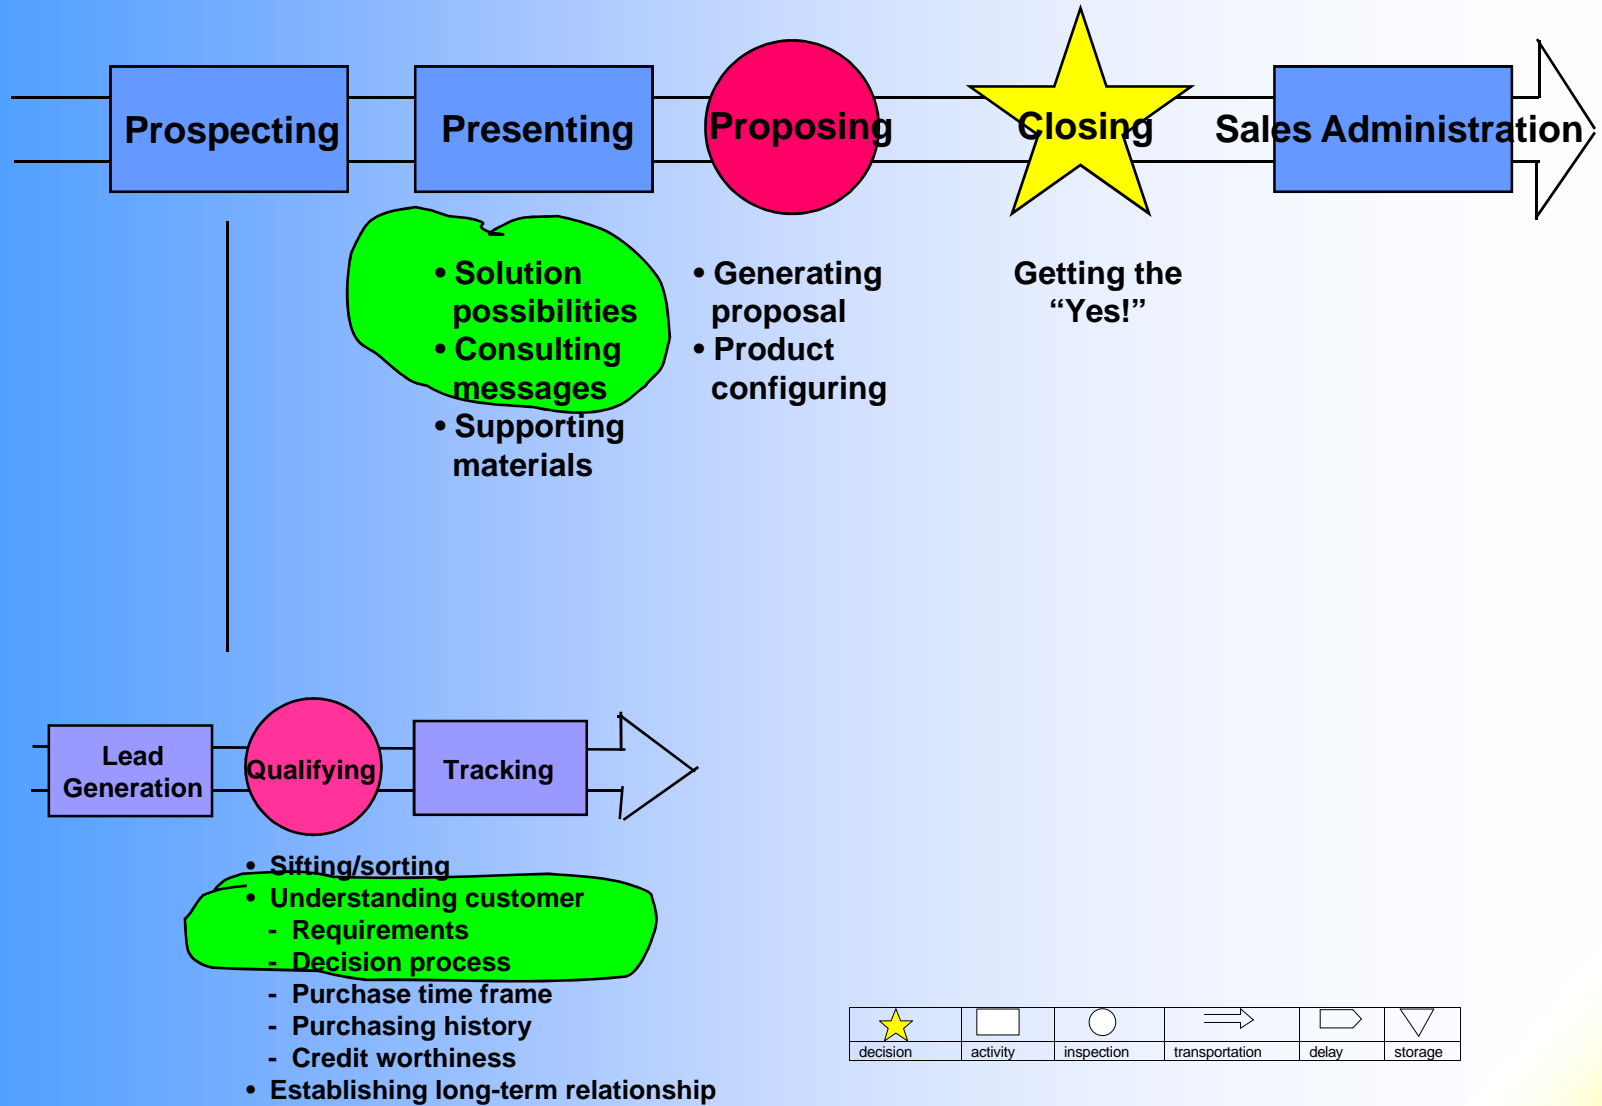 Prospecting
Presenting
Proposing
Closing
Sales Administration
• Solution
possibilities
• Consulting
messages
• Supporting
materials
• Generating
proposal
• Product
configuring
Getting the
“Yes!”
Lead
Generation
Qualifying
Tracking
• Sifting/sorting
• Understanding customer
- Requirements
- Decision process
- Purchase time frame
- Purchasing history
- Credit worthiness
• Establishing long-term relationship
decision
activity
inspection
transportation
delay
storage